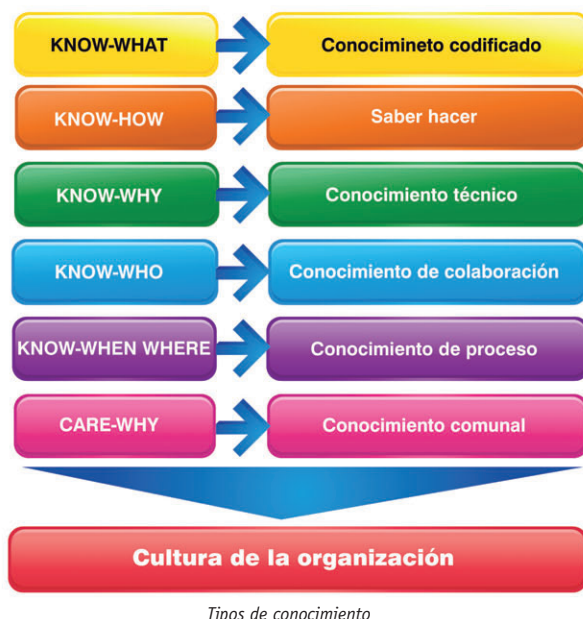 KNOW-WHAT Conocimineto codificado
KNOW-HOW Saber hacer
KNOW-WHY Conocimiento técnico
KNOW-WHO Conocimiento de colaboración
KNOW-WHEN WHERE Conocimiento de proceso
CARE-WHY Conocimiento comunal
Cultura de la organización
Tipos de conocimiento